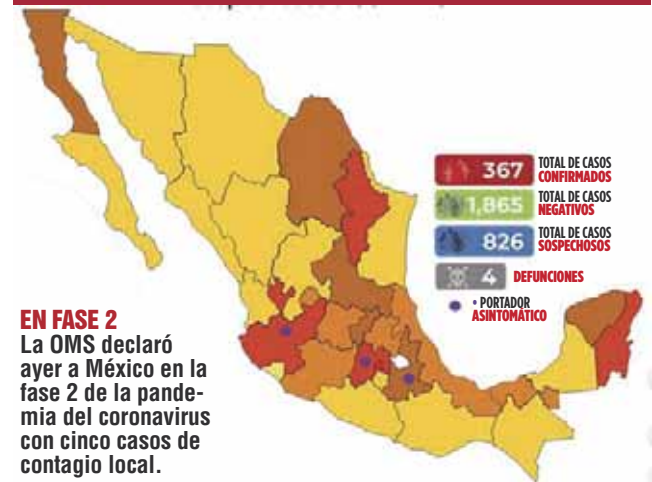 367 TOTAL DE CASOS
CONFIRMADOS
1,865 TOTAL DE CASOS
NEGATIVOS
826 TOTAL DE CASOS
SOSPECHOSOS
4 DEFUNCIONES
• PORTADOR
ASINTOMÁTICO
EN FASE 2
La OMS declaró
ayer a México en la
fase 2 de la pande-
mia del coronavirus
con cinco casos de
contagio local.